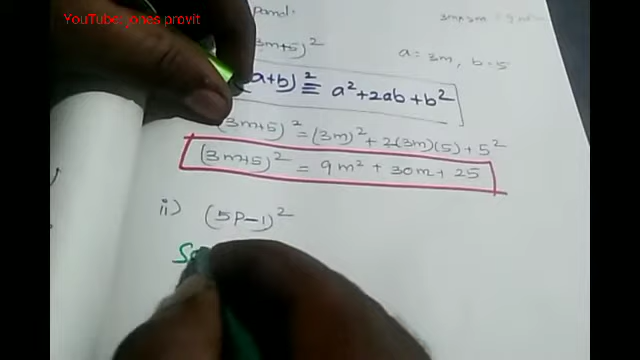 YouTube: jones provit
Expand:
3m+5)²
a = 3m, b = 5
a+b)² ≡ a²+2ab+b²
(3m+5)² = (3m)² + 2(3m)(5) + 5²
(3m+5)² = 9m² + 30m + 25
ii) (5P-1)²